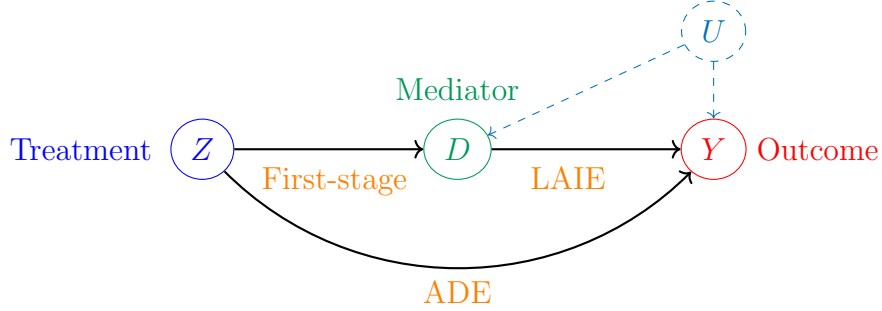 U
Mediator
Treatment Z D Y Outcome
First-stage LAIE
ADE